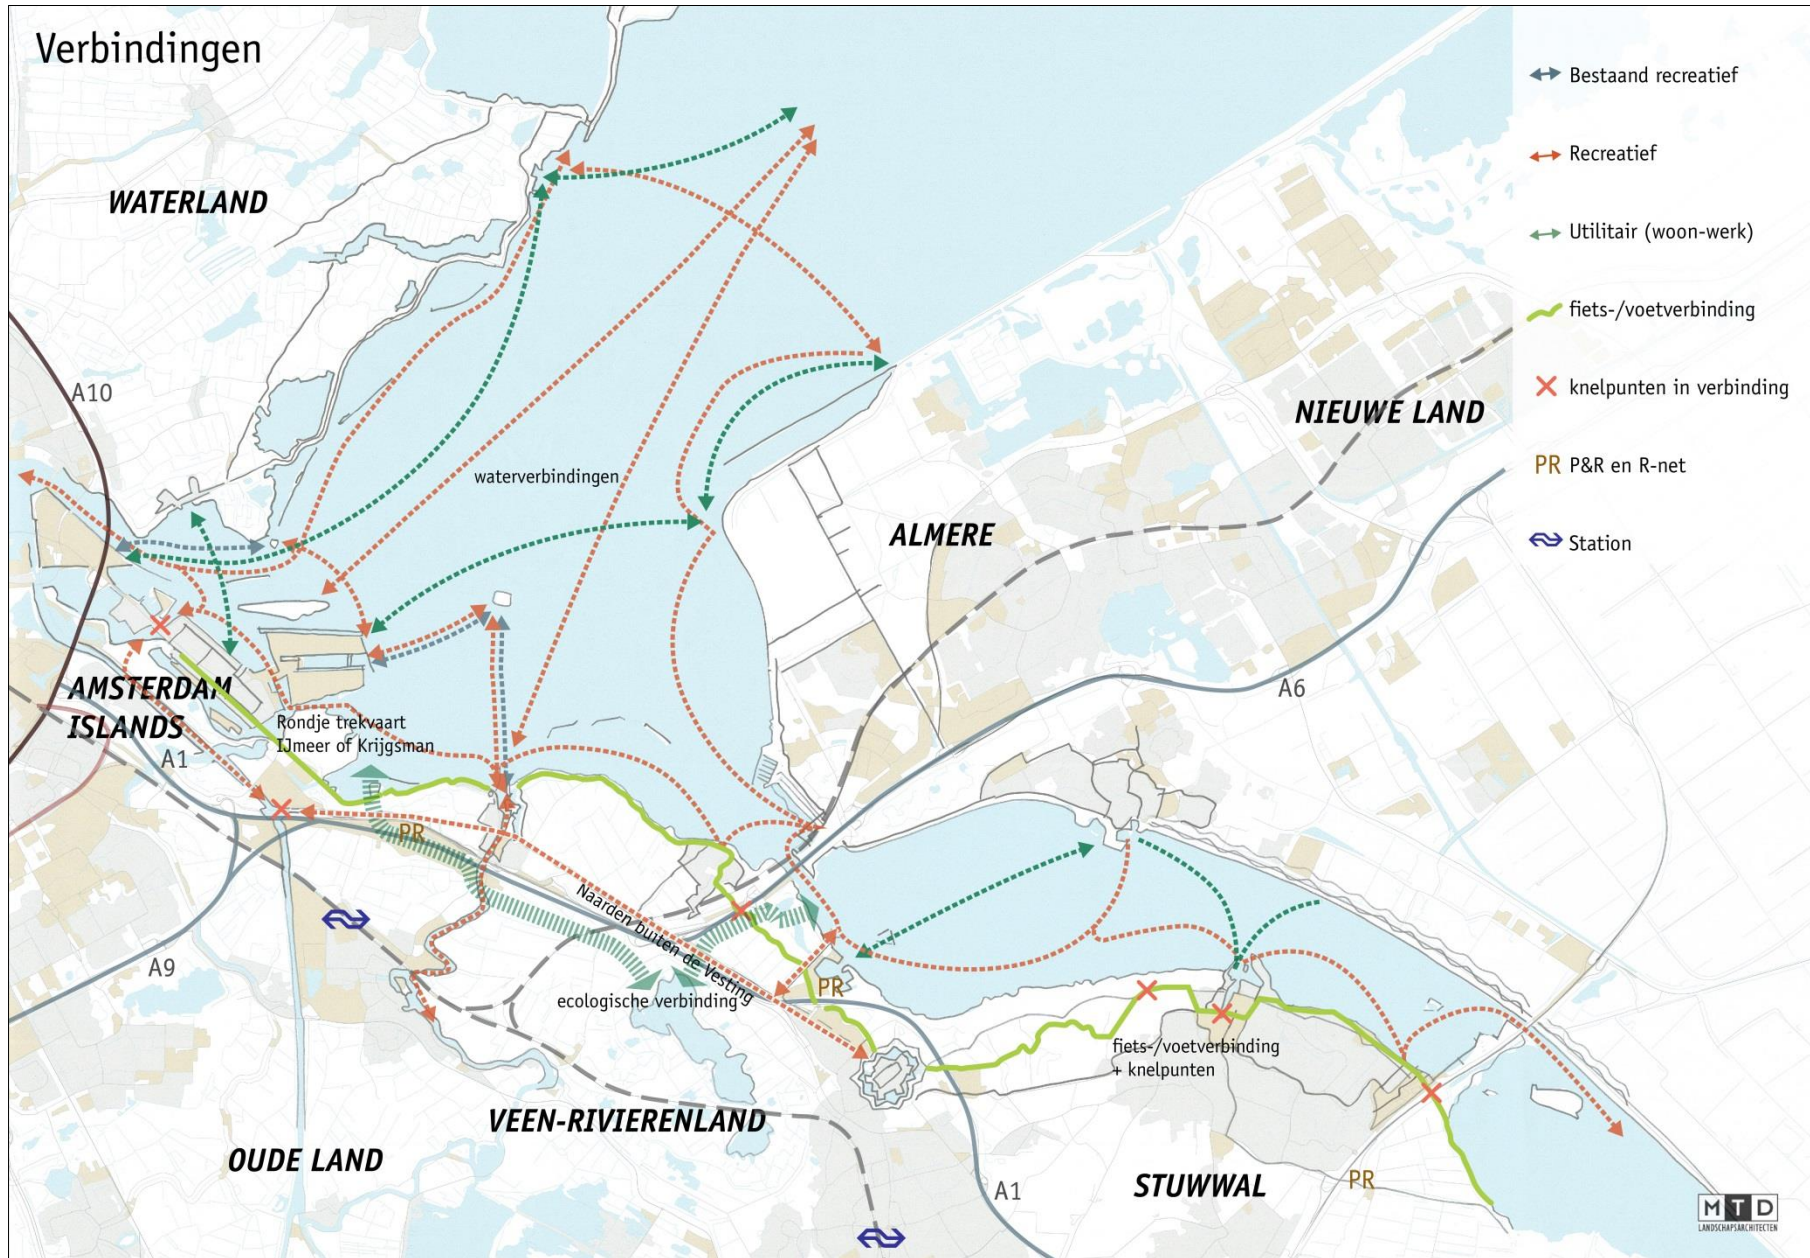 Verbindingen
Bestaand recreatief
Recreatief
Utilitair (woon-werk)
fiets-/voetverbinding
knelpunten in verbinding
PR P&R en R-net
Station
WATERLAND
A10
NIEUWE LAND
waterverbindingen
ALMERE
AMSTERDAM
ISLANDS
A6
Rondje trekvaart
IJmeer of Krijgsman
A1
PR
Naarden buiten de Vesting
A9
PR
ecologische verbinding
fiets-/voetverbinding
+ knelpunten
VEEN-RIVIERENLAND
OUDE LAND
A1
STUWWAL
PR
MTD
LANDSCHAPSARCHITECTEN